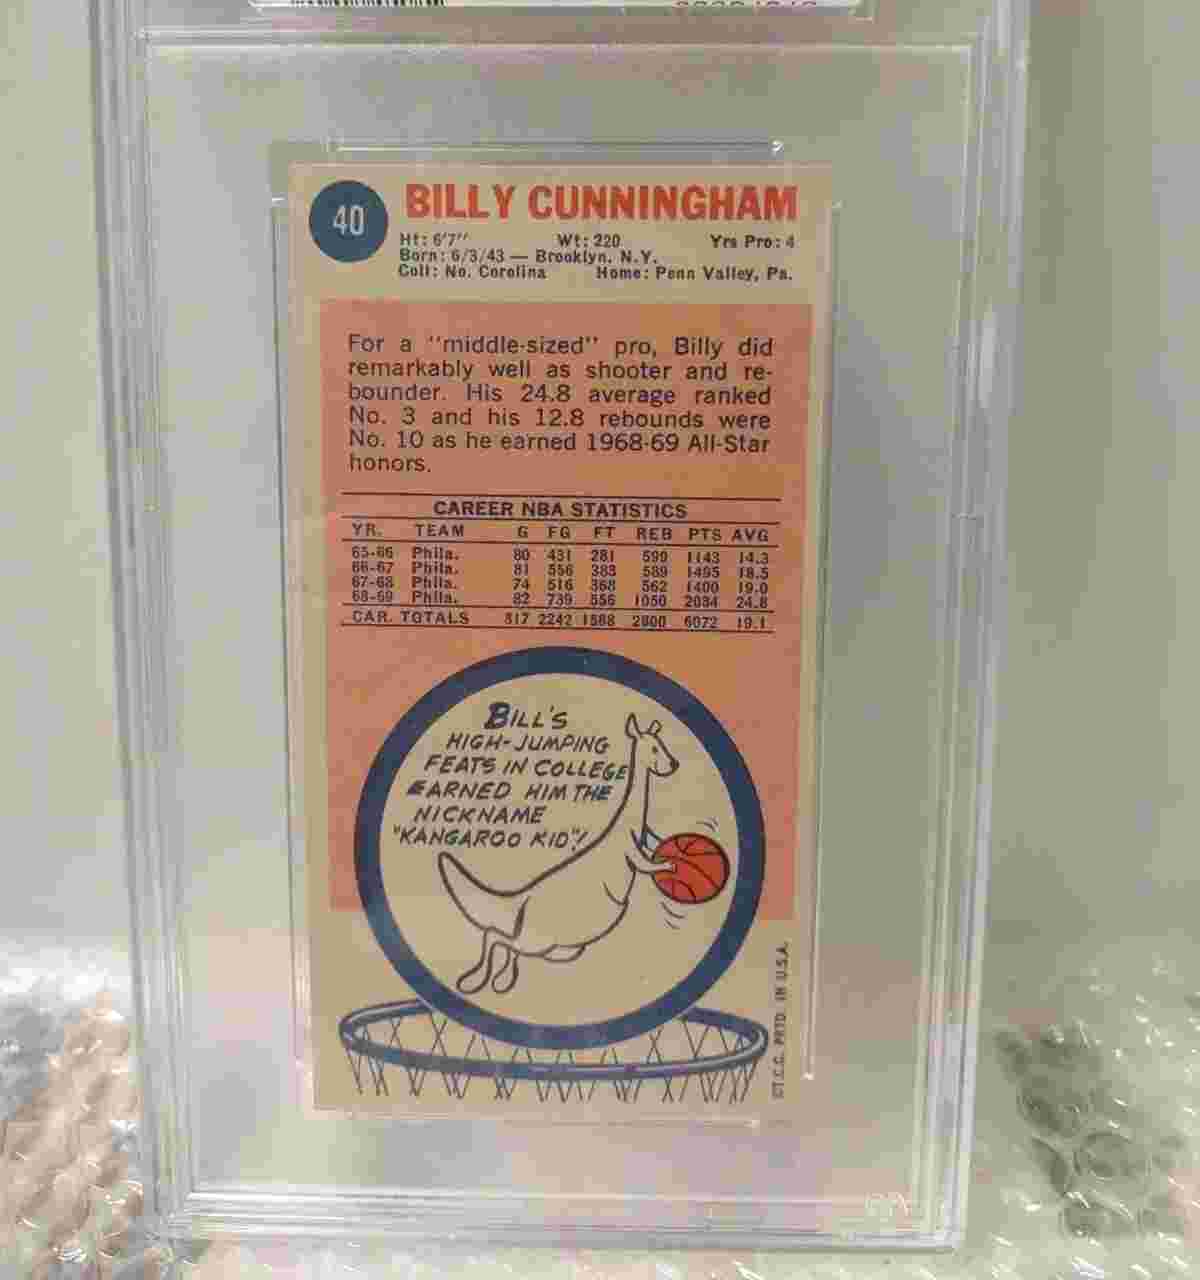 40
BILLY CUNNINGHAM
Ht: 6'7" Wt: 220 Yrs Pro: 4
Born: 6/3/43 — Brooklyn, N.Y.
Coll: No. Carolina Home: Penn Valley, Pa.
For a "middle-sized" pro, Billy did
remarkably well as shooter and re-
bounder. His 24.8 average ranked
No. 3 and his 12.8 rebounds were
No. 10 as he earned 1968-69 All-Star
honors.
CAREER NBA STATISTICS
YR. TEAM G FG FT REB PTS AVG
65-66 Phila. 80 431 281 599 1143 14.3
66-67 Phila. 81 556 383 589 1495 18.5
67-68 Phila. 74 516 368 562 1400 19.0
68-69 Phila. 82 739 556 1050 2034 24.8
CAR. TOTALS 317 2242 1588 2800 6072 19.1
BILL'S
HIGH-JUMPING
FEATS IN COLLEGE
EARNED HIM THE
NICKNAME
"KANGAROO KID"!
©T.C.G. PRTD. IN U.S.A.